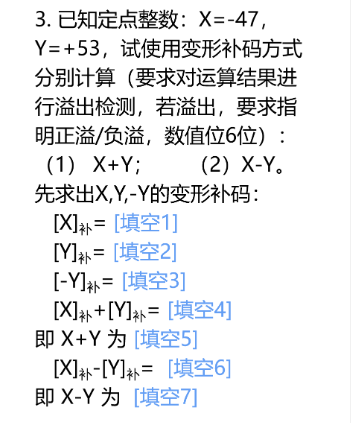 3. 已知定点整数：X=-47，
Y=+53，试使用变形补码方式
分别计算（要求对运算结果进
行溢出检测，若溢出，要求指
明正溢/负溢，数值位6位）：
（1） X+Y； （2）X-Y。
先求出X,Y,-Y的变形补码：
[X]补= [填空1]
[Y]补= [填空2]
[-Y]补= [填空3]
[X]补+[Y]补= [填空4]
即 X+Y 为 [填空5]
[X]补-[Y]补= [填空6]
即 X-Y 为 [填空7]